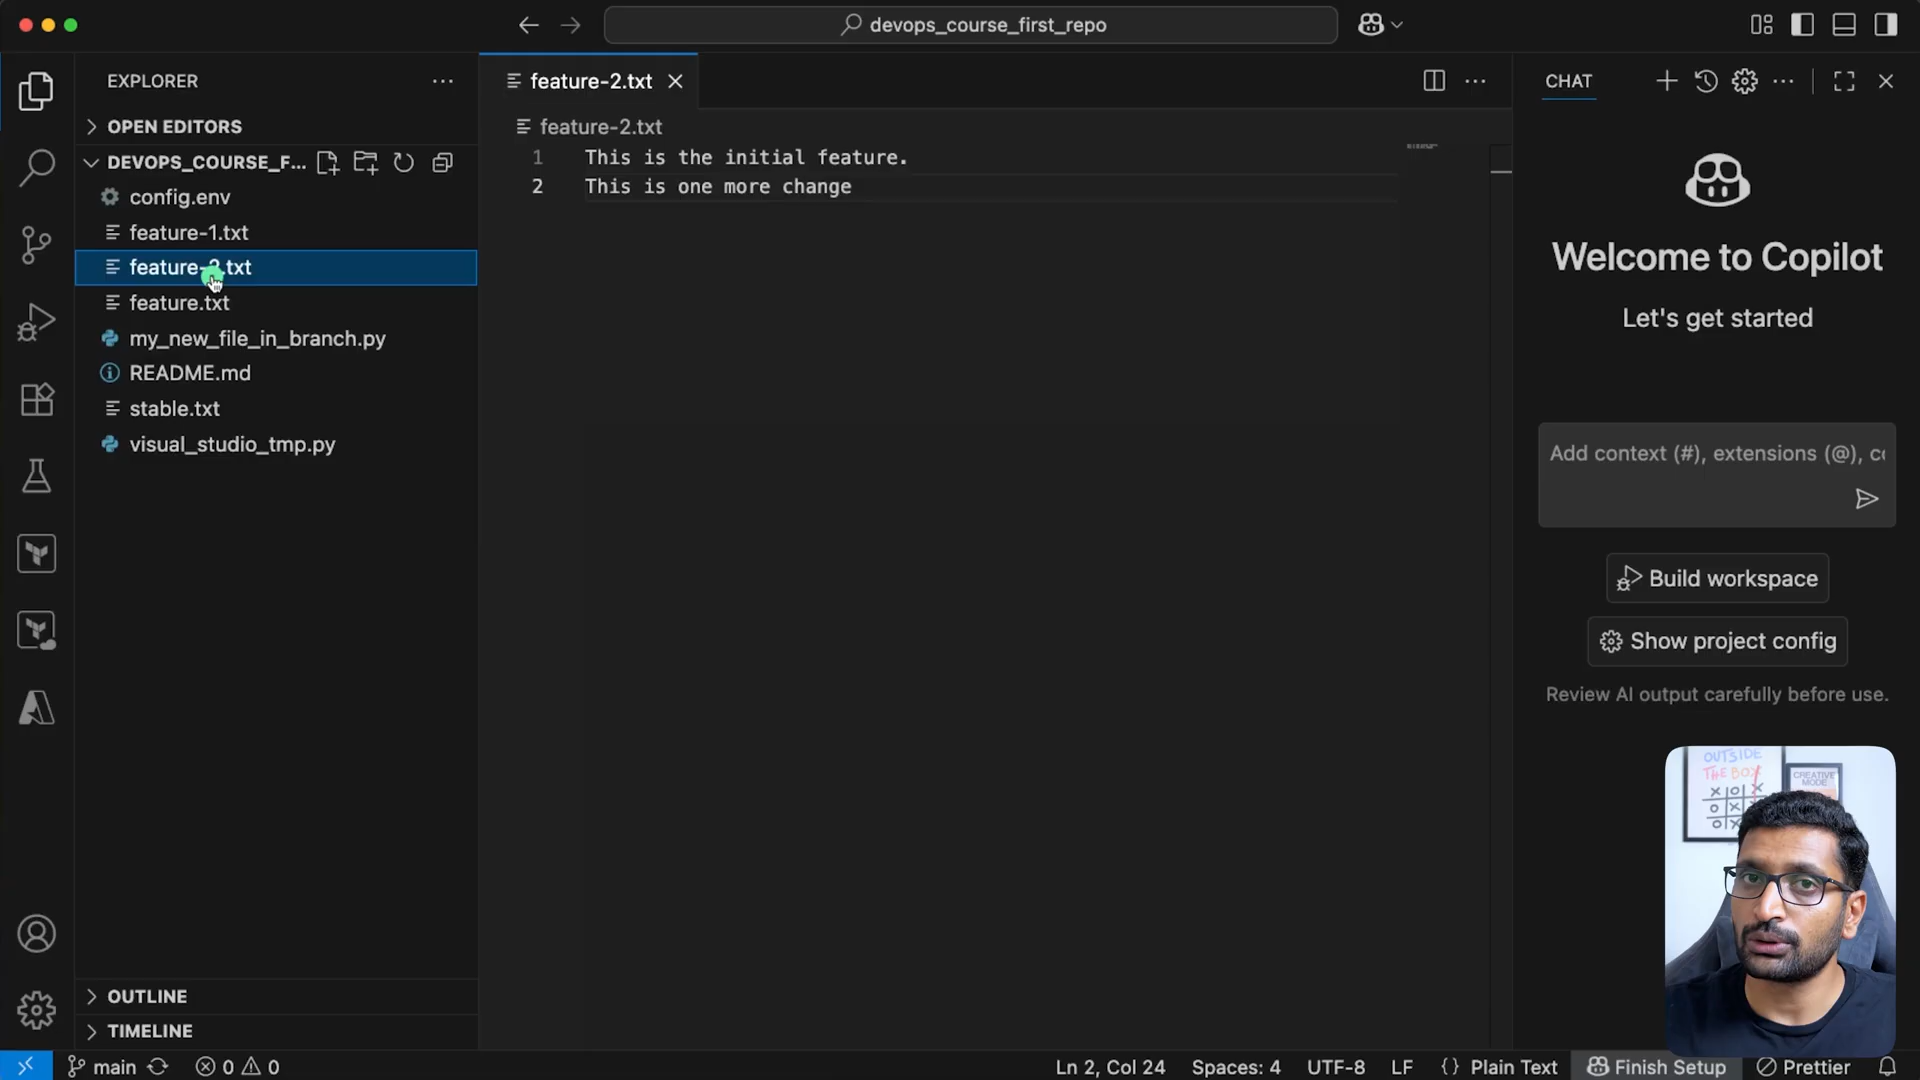 devops_course_first_repo
EXPLORER
OPEN EDITORS
DEVOPS_COURSE_F...
config.env
feature-1.txt
feature-2.txt
feature.txt
my_new_file_in_branch.py
README.md
stable.txt
visual_studio_tmp.py
OUTLINE
TIMELINE
feature-2.txt
feature-2.txt
1 This is the initial feature.
2 This is one more change
CHAT
Welcome to Copilot
Let's get started
Add context (#), extensions (@), co
Build workspace
Show project config
Review AI output carefully before use.
OUTSIDE
THE BOX
CREATIVE
MODE
main 0 0 Ln 2, Col 24 Spaces: 4 UTF-8 LF {} Plain Text Finish Setup Prettier